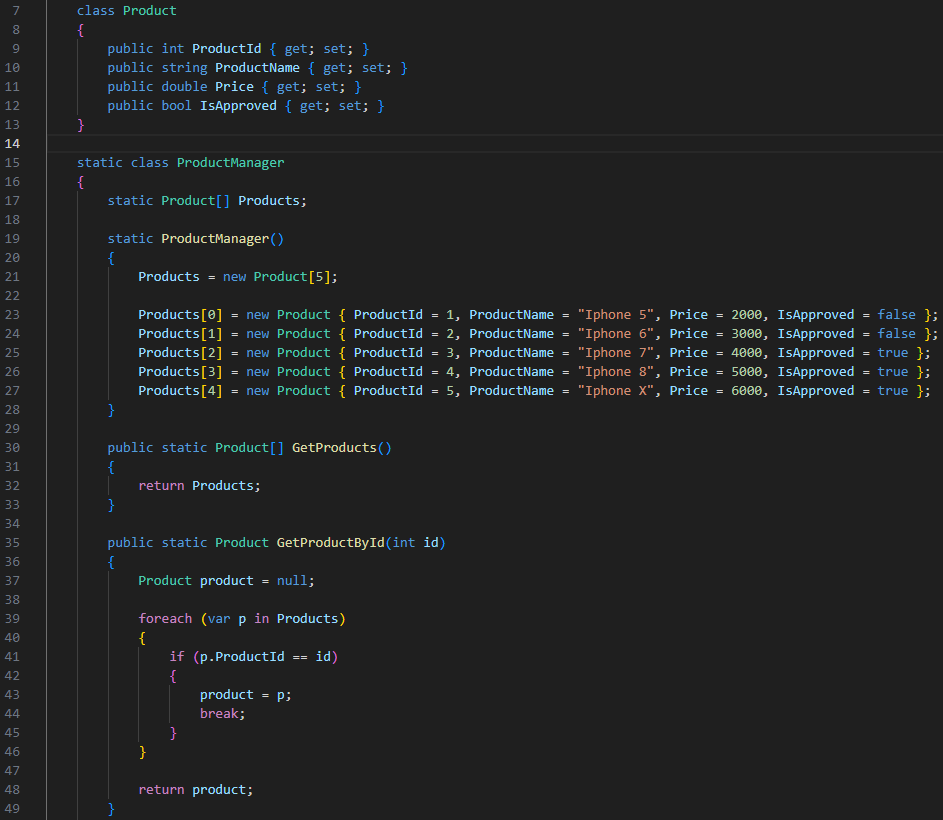 7 class Product
8 {
9 public int ProductId { get; set; }
10 public string ProductName { get; set; }
11 public double Price { get; set; }
12 public bool IsApproved { get; set; }
13 }
14
15 static class ProductManager
16 {
17 static Product[] Products;
18
19 static ProductManager()
20 {
21 Products = new Product[5];
22
23 Products[0] = new Product { ProductId = 1, ProductName = "Iphone 5", Price = 2000, IsApproved = false };
24 Products[1] = new Product { ProductId = 2, ProductName = "Iphone 6", Price = 3000, IsApproved = false };
25 Products[2] = new Product { ProductId = 3, ProductName = "Iphone 7", Price = 4000, IsApproved = true };
26 Products[3] = new Product { ProductId = 4, ProductName = "Iphone 8", Price = 5000, IsApproved = true };
27 Products[4] = new Product { ProductId = 5, ProductName = "Iphone X", Price = 6000, IsApproved = true };
28 }
29
30 public static Product[] GetProducts()
31 {
32 return Products;
33 }
34
35 public static Product GetProductById(int id)
36 {
37 Product product = null;
38
39 foreach (var p in Products)
40 {
41 if (p.ProductId == id)
42 {
43 product = p;
44 break;
45 }
46 }
47
48 return product;
49 }